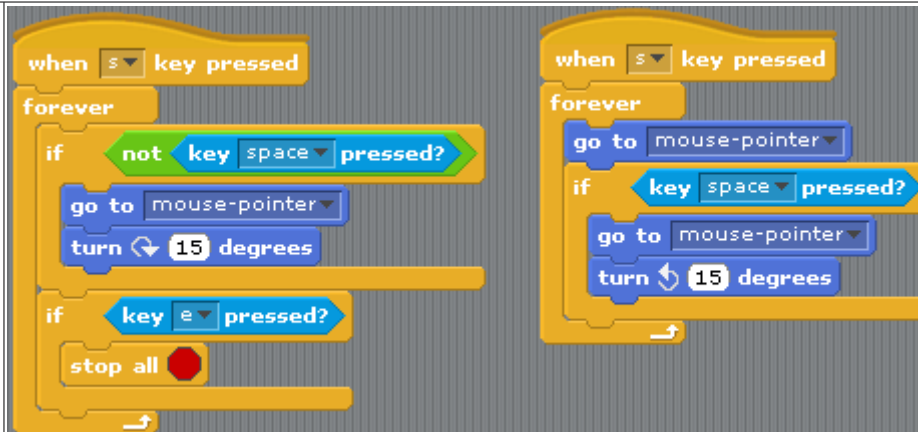 when s key pressed
forever
if not key space pressed?
go to mouse-pointer
turn 15 degrees
if key e pressed?
stop all
when s key pressed
forever
go to mouse-pointer
if key space pressed?
go to mouse-pointer
turn 15 degrees